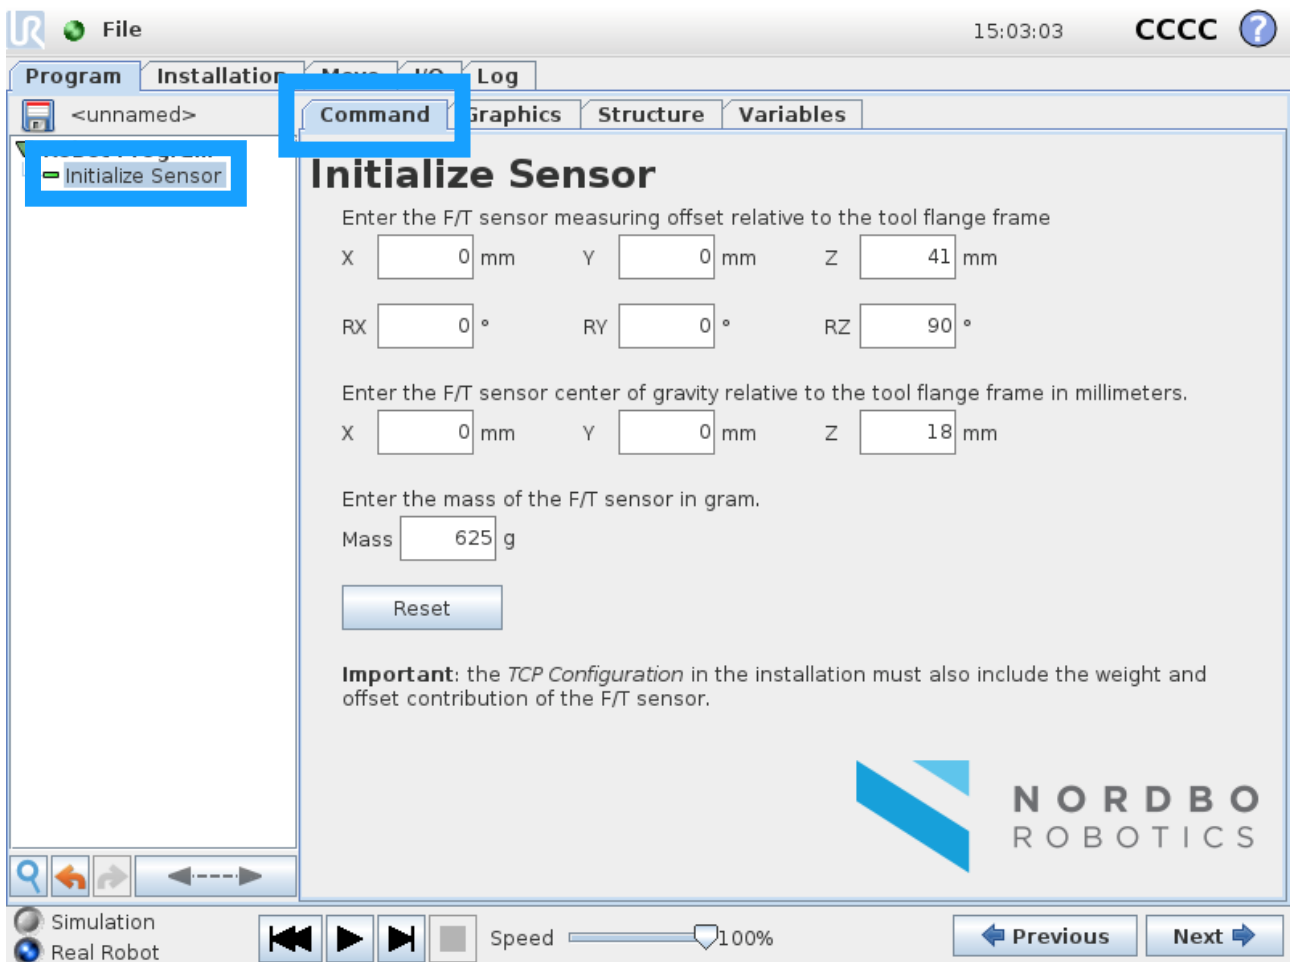 UR File 15:03:03 CCCC ?
Program Installation Move I/O Log
<unnamed> Command Graphics Structure Variables
Robot Program
Initialize Sensor
Initialize Sensor
Enter the F/T sensor measuring offset relative to the tool flange frame
X 0 mm Y 0 mm Z 41 mm
RX 0 ° RY 0 ° RZ 90 °
Enter the F/T sensor center of gravity relative to the tool flange frame in millimeters.
X 0 mm Y 0 mm Z 18 mm
Enter the mass of the F/T sensor in gram.
Mass 625 g
Reset
Important: the TCP Configuration in the installation must also include the weight and
offset contribution of the F/T sensor.
NORDBO
ROBOTICS
Simulation
Real Robot
Speed 100%
Previous Next